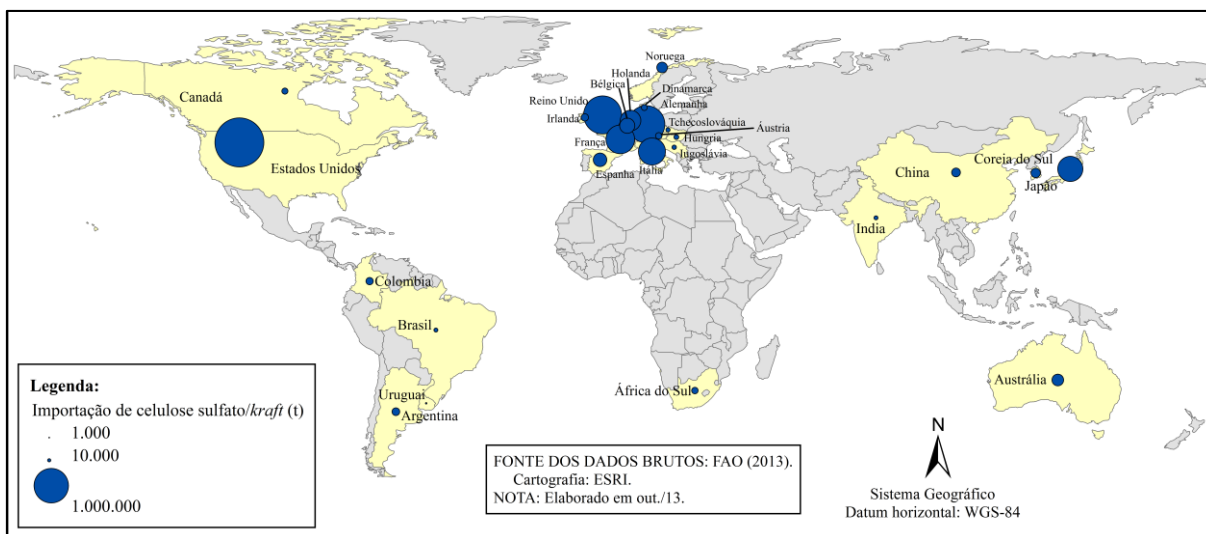 Noruega
Holanda
Bélgica
Dinamarca
Reino Unido
Alemanha
Canadá
Irlanda
Tchecoslováquia
Áustria
Hungria
França
Iugoslávia
Estados Unidos
Espanha
Itália
China
Coreia do Sul
Japão
India
Colombia
Brasil
Uruguai
Argentina
África do Sul
Austrália
Legenda:
Importação de celulose sulfato/kraft (t)
1.000
10.000
1.000.000
FONTE DOS DADOS BRUTOS: FAO (2013).
Cartografia: ESRI.
NOTA: Elaborado em out./13.
N
Sistema Geográfico
Datum horizontal: WGS-84